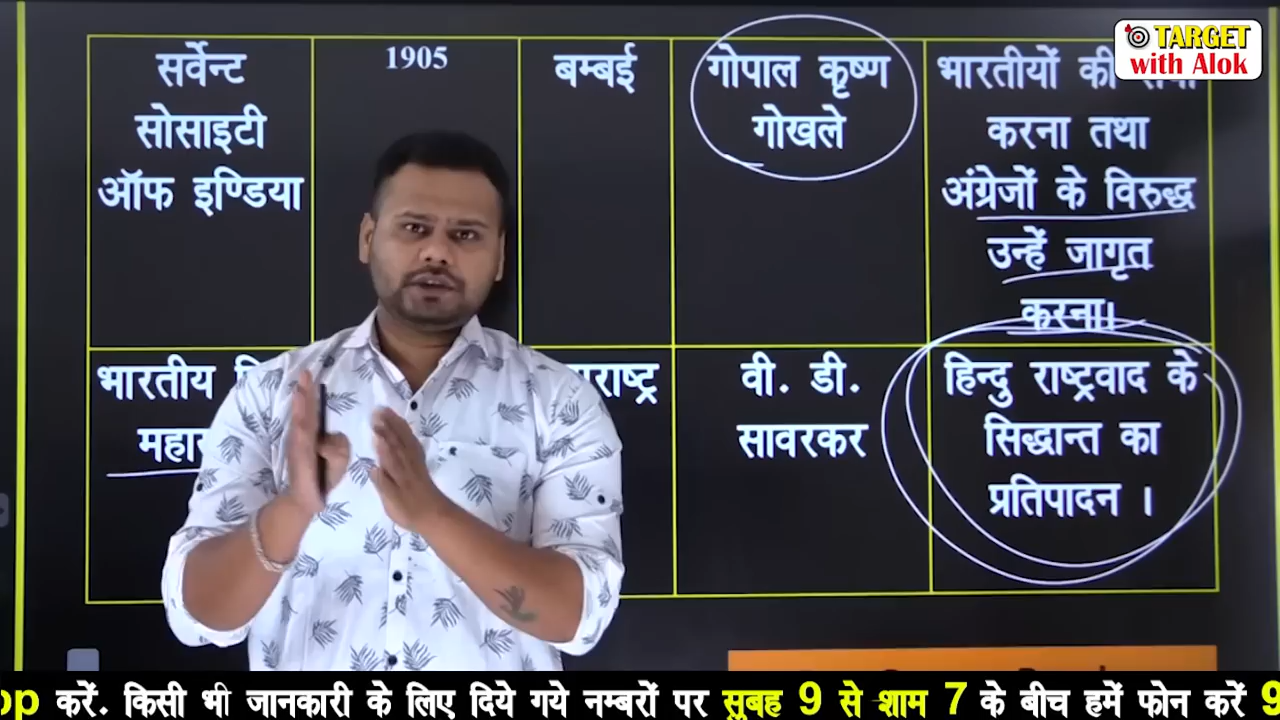 TARGET
with Alok
सर्वेन्ट
सोसाइटी
ऑफ इण्डिया
1905
बम्बई
गोपाल कृष्ण
गोखले
भारतीयों की
करना तथा
अंग्रेजों के विरुद्ध
उन्हें जागृत
करना।
भारतीय
वी. डी.
सावरकर
हिन्दु राष्ट्रवाद के
सिद्धान्त का
प्रतिपादन ।
करें. किसी भी जानकारी के लिए दिये गये नम्बरों पर सुबह 9 से शाम 7 के बीच हमें फोन करें 9